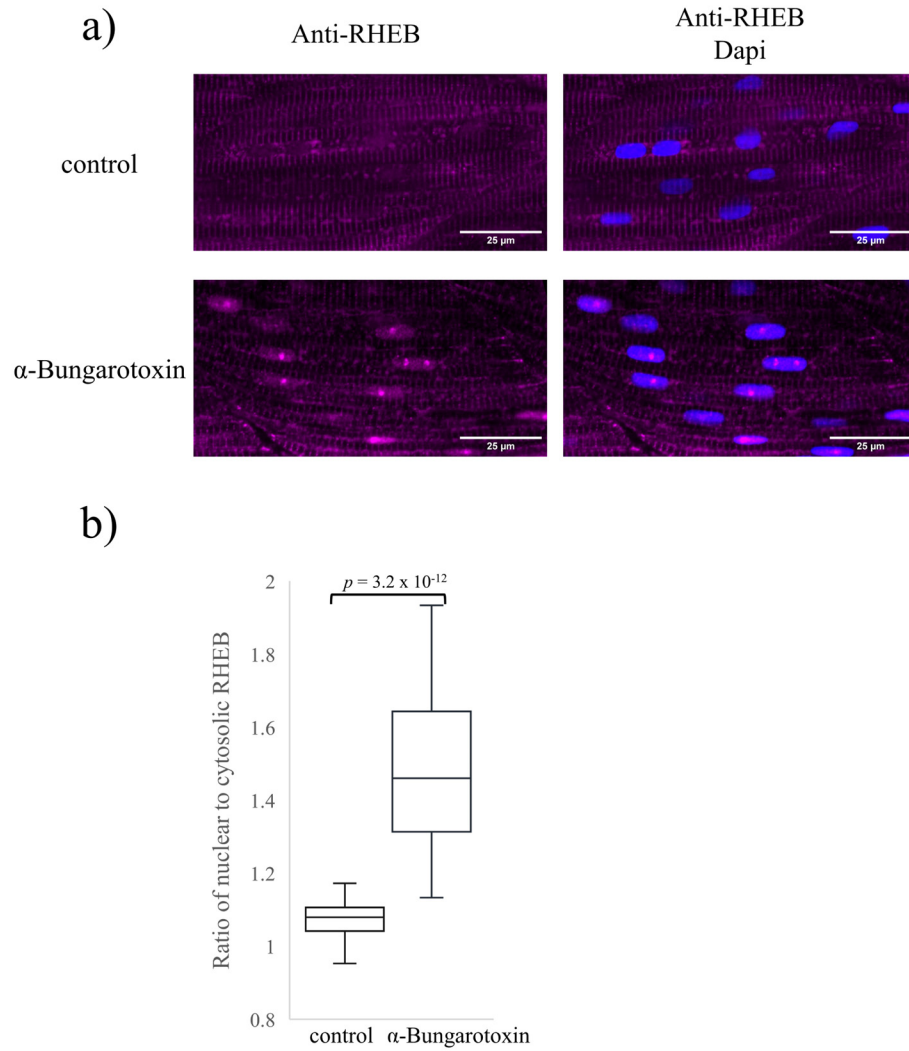 a)
Anti-RHEB
Anti-RHEB
Dapi
control
25 µm
25 µm
α-Bungarotoxin
25 µm
25 µm
b)
p = 3.2 x 10⁻¹²
Ratio of nuclear to cytosolic RHEB
2
1.8
1.6
1.4
1.2
1
0.8
control
α-Bungarotoxin